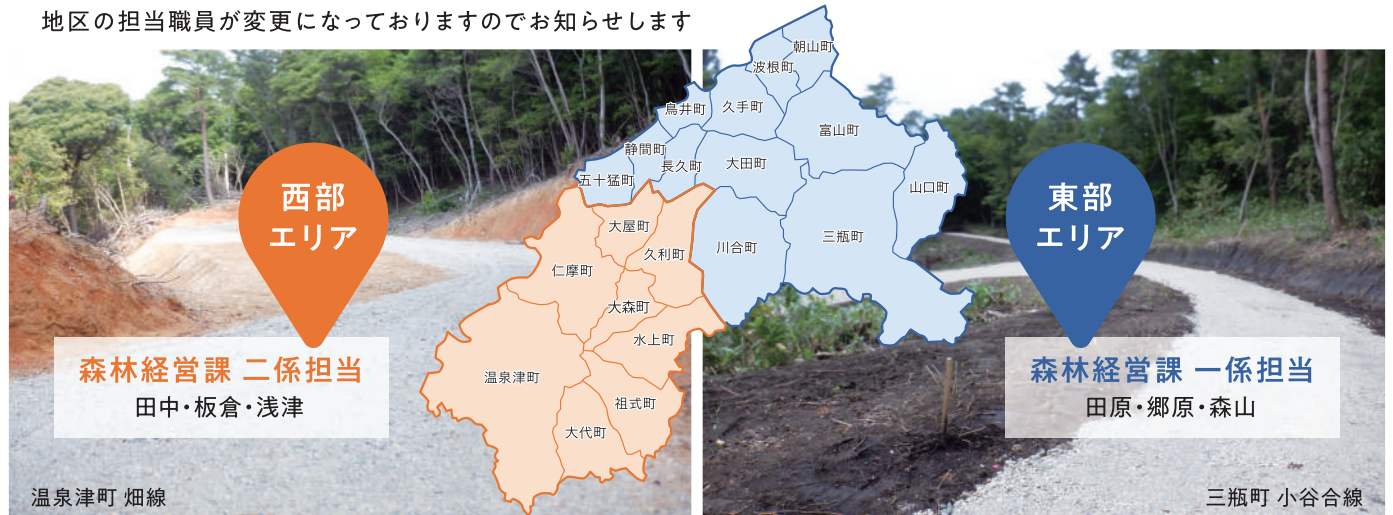 地区の担当職員が変更になっておりますのでお知らせします
西部
エリア
森林経営課 二係担当
田中・板倉・浅津
温泉津町 畑線
朝山町
波根町
鳥井町
久手町
富山町
静間町
長久町
大田町
五十猛町
山口町
川合町
三瓶町
大屋町
久利町
仁摩町
大森町
水上町
温泉津町
祖式町
大代町
東部
エリア
森林経営課 一係担当
田原・郷原・森山
三瓶町 小谷合線